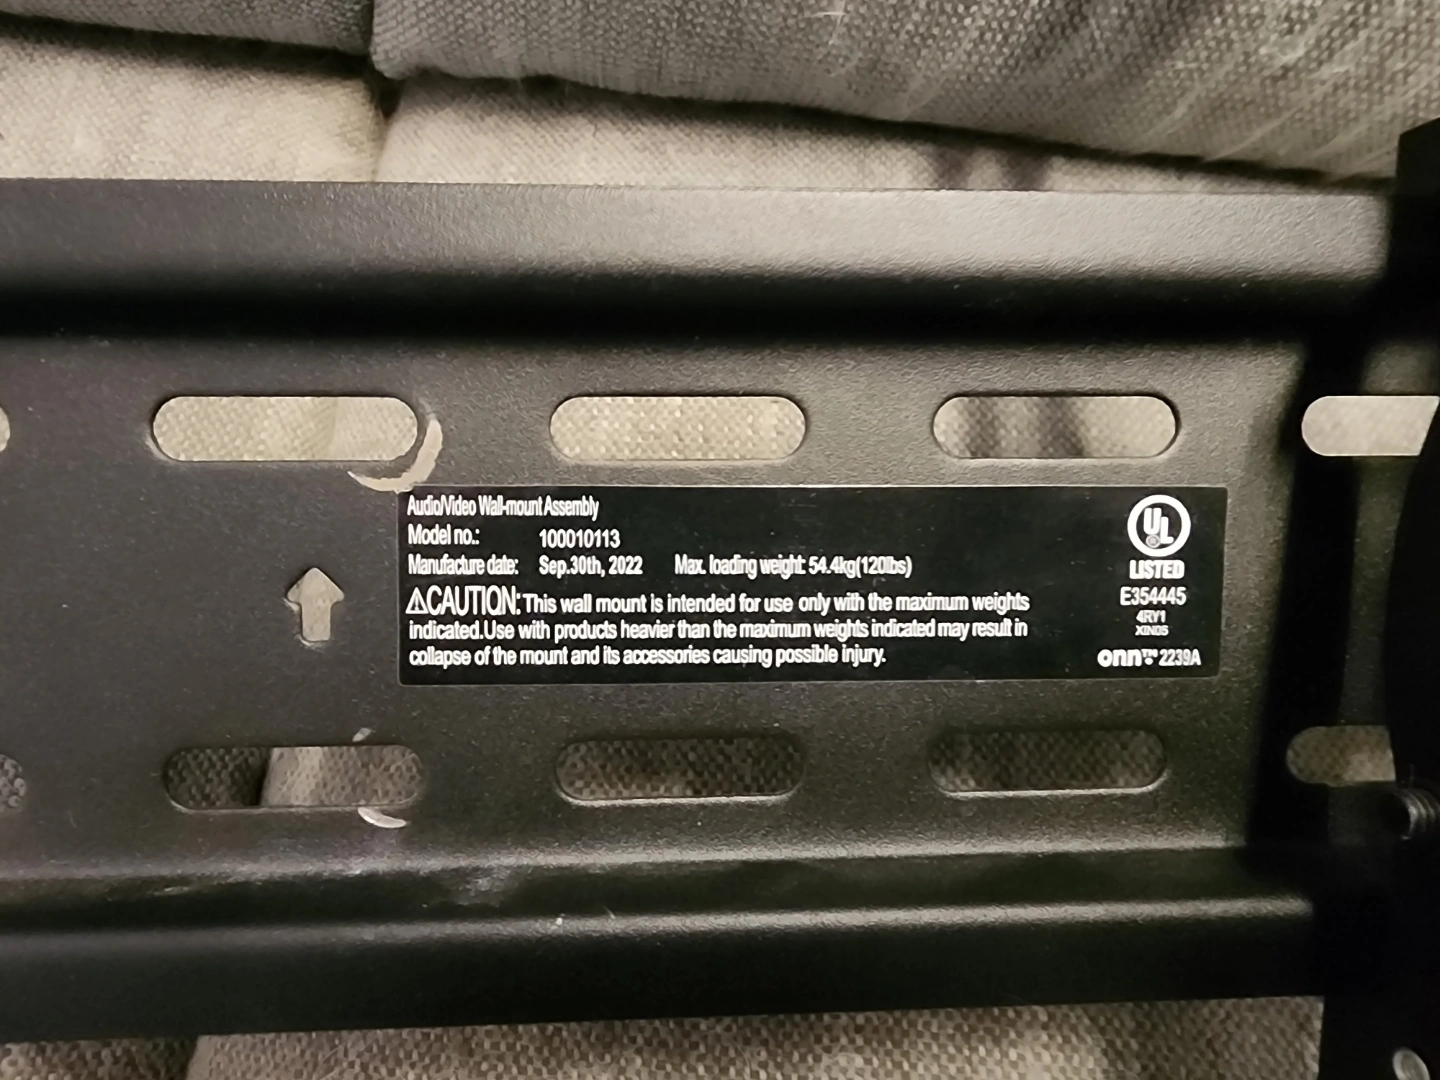 Audio/Video Wall-mount Assembly
Model no.: 100010113
Manufacture date: Sep.30th, 2022 Max. loading weight: 54.4kg(120lbs)
⚠CAUTION: This wall mount is intended for use only with the maximum weights
indicated.Use with products heavier than the maximum weights indicated may result in
collapse of the mount and its accessories causing possible injury.
UL
LISTED
E354445
4RY1
XIN05
onn™ 2239A